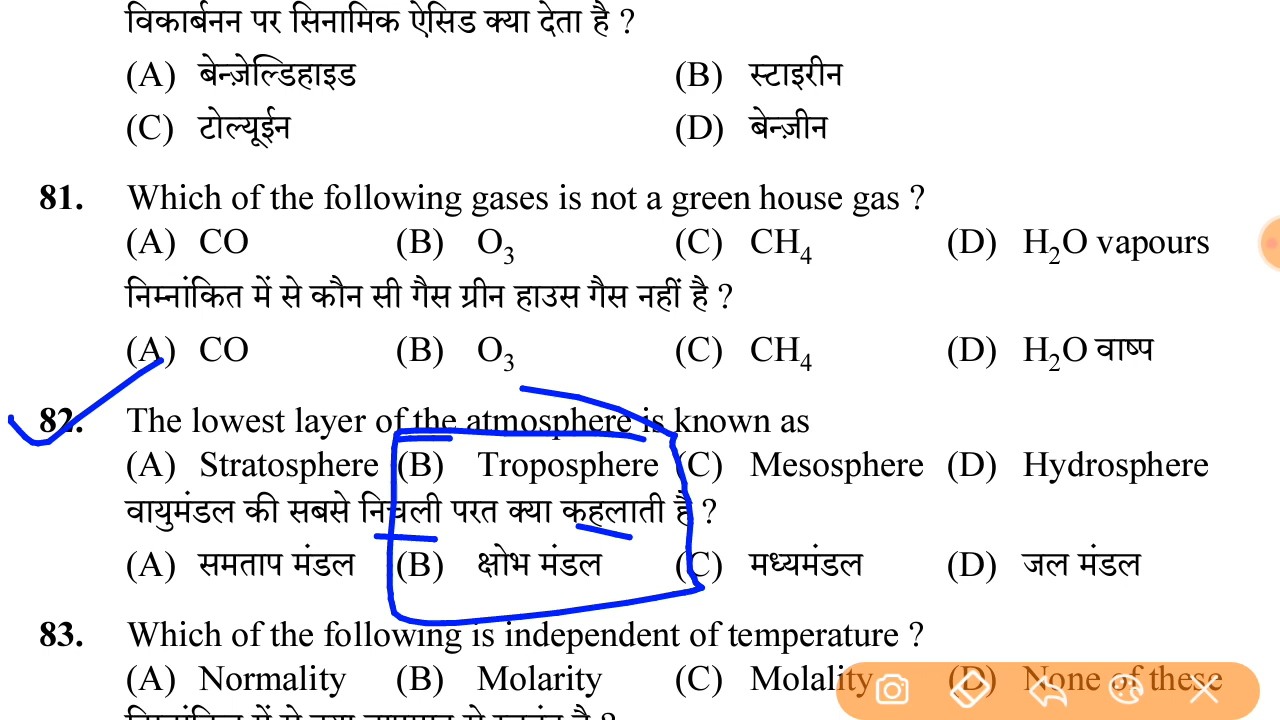 विकार्बनन पर सिनामिक ऐसिड क्या देता है ?
(A) बेन्ज़ेल्डिहाइड (B) स्टाइरीन
(C) टोल्यूईन (D) बेन्ज़ीन
81. Which of the following gases is not a green house gas ?
(A) CO (B) O₃ (C) CH₄ (D) H₂O vapours
निम्नांकित में से कौन सी गैस ग्रीन हाउस गैस नहीं है ?
(A) CO (B) O₃ (C) CH₄ (D) H₂O वाष्प
82. The lowest layer of the atmosphere is known as
(A) Stratosphere (B) Troposphere (C) Mesosphere (D) Hydrosphere
वायुमंडल की सबसे निचली परत क्या कहलाती है ?
(A) समताप मंडल (B) क्षोभ मंडल (C) मध्यमंडल (D) जल मंडल
83. Which of the following is independent of temperature ?
(A) Normality (B) Molarity (C) Molality (D) None of these